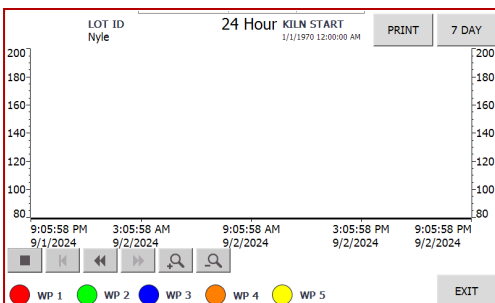 LOT ID
Nyle
24 Hour
KILN START
1/1/1970 12:00:00 AM
PRINT
7 DAY
200
180
160
140
120
100
80
200
180
160
140
120
100
80
9:05:58 PM 3:05:58 AM 9:05:58 AM 3:05:58 PM 9:05:58 PM
9/1/2024 9/2/2024 9/2/2024 9/2/2024 9/2/2024
WP 1 WP 2 WP 3 WP 4 WP 5
EXIT